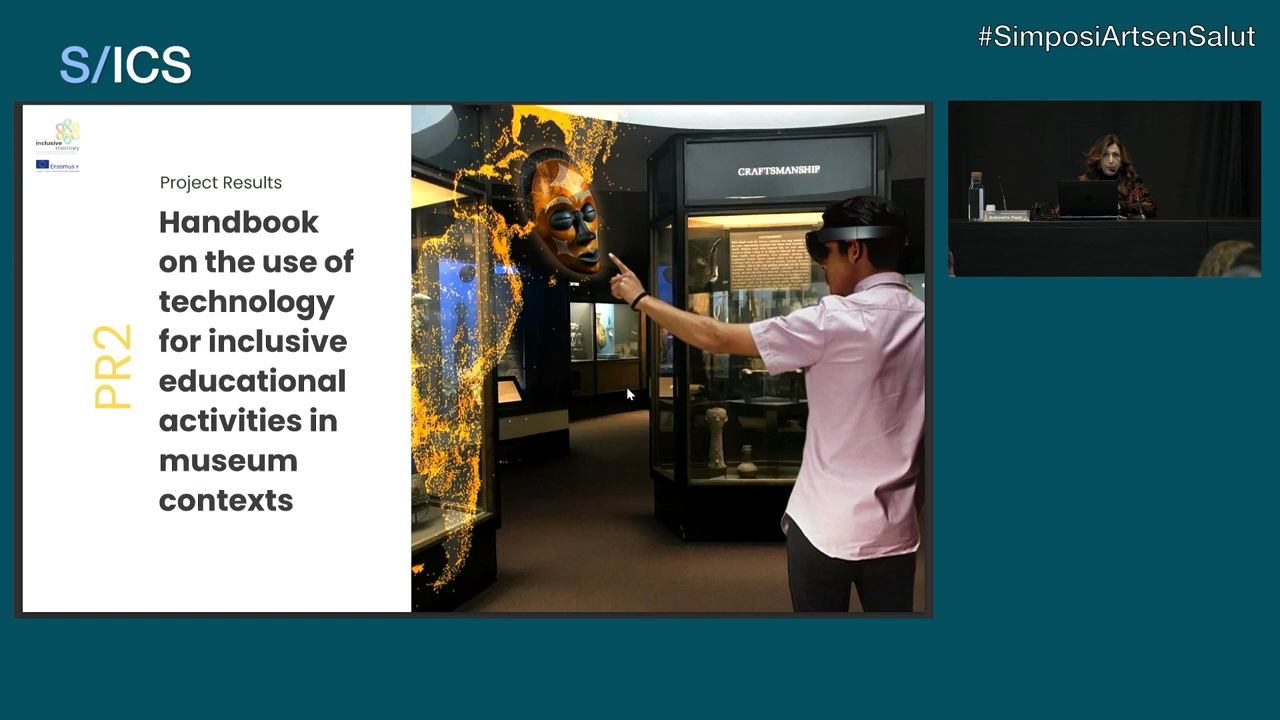 #SimposiArtsenSalut
S/ICS
inclusive
memory
Erasmus+
Project Results
Handbook
on the use of
technology
for inclusive
educational
activities in
museum
contexts
PR2
CRAFTSMANSHIP